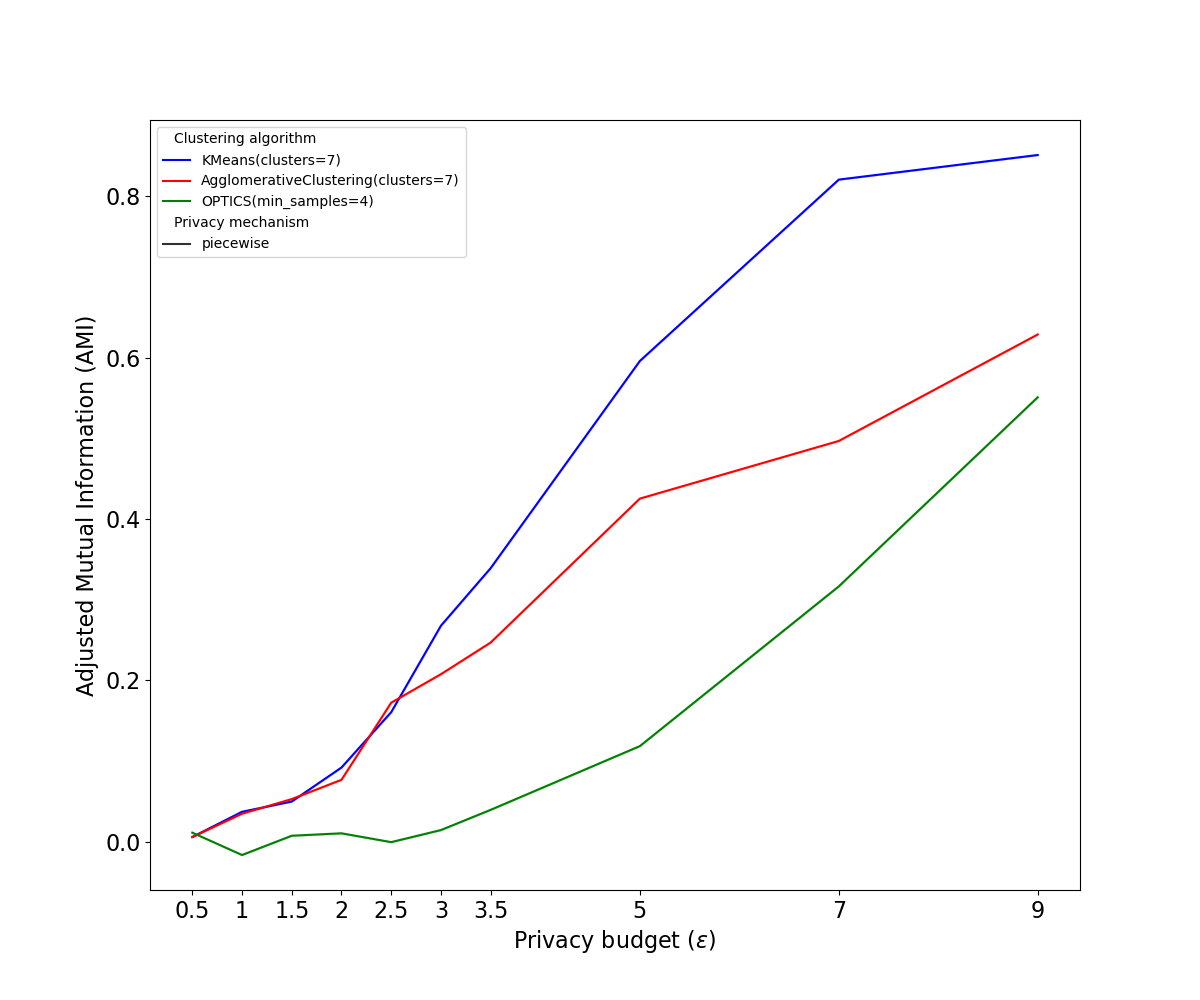 Clustering algorithm
KMeans(clusters=7)
AgglomerativeClustering(clusters=7)
OPTICS(min_samples=4)
Privacy mechanism
piecewise
Adjusted Mutual Information (AMI)
0.8
0.6
0.4
0.2
0.0
0.5 1 1.5 2 2.5 3 3.5 5 7 9
Privacy budget (ε)